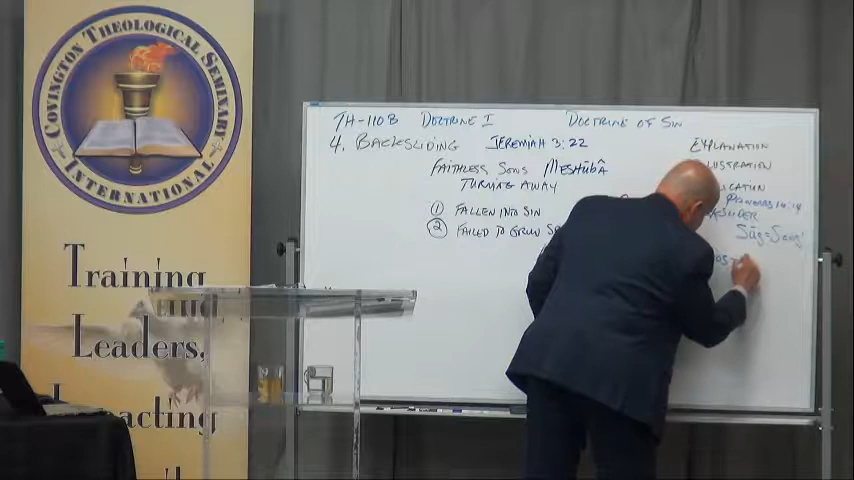 COVINGTON THEOLOGICAL SEMINARY
INTERNATIONAL
Training
Leaders,
TH-110B DOCTRINE I DOCTRINE OF SIN
4. BACKSLIDING JEREMIAH 3:22
FAITHLESS SONS MESHÛBÂ
TURNING AWAY
① FALLEN INTO SIN
② FAILED TO GROW
EXPLANATION
PROVERBS 14:14
Sûg =